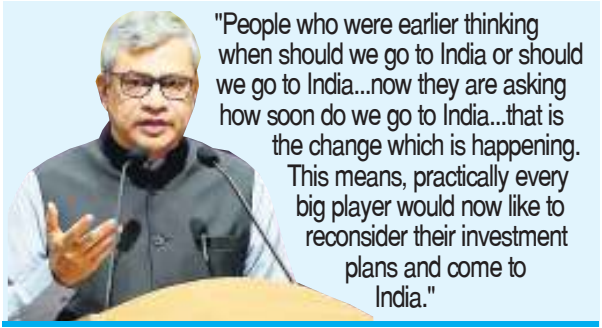 "People who were earlier thinking
when should we go to India or should
we go to India...now they are asking
how soon do we go to India...that is
the change which is happening.
This means, practically every
big player would now like to
reconsider their investment
plans and come to
India."